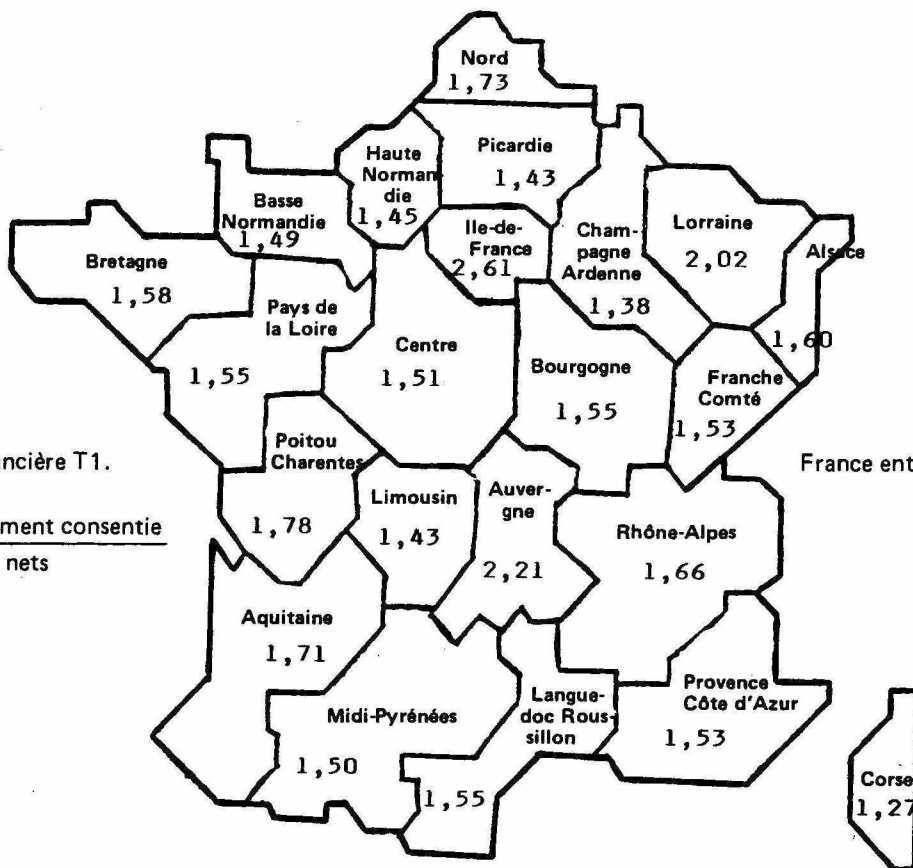 Nord
1,73
Picardie
1,43
Haute
Norman
die
1,45
Basse
Normandie
1,49
Ile-de-
France
2,61
Cham-
pagne
Ardenne
1,38
Lorraine
2,02
Alsace
1,60
Bretagne
1,58
Pays de
la Loire
1,55
Centre
1,51
Bourgogne
1,55
Franche
Comté
1,53
ncière T1.
ment consentie
nets
Poitou
Charentes
1,78
Limousin
1,43
Auver-
gne
2,21
Rhône-Alpes
1,66
France ent
Aquitaine
1,71
Midi-Pyrénées
1,50
Langue-
doc Rous-
sillon
1,55
Provence
Côte d'Azur
1,53
Corse
1,27